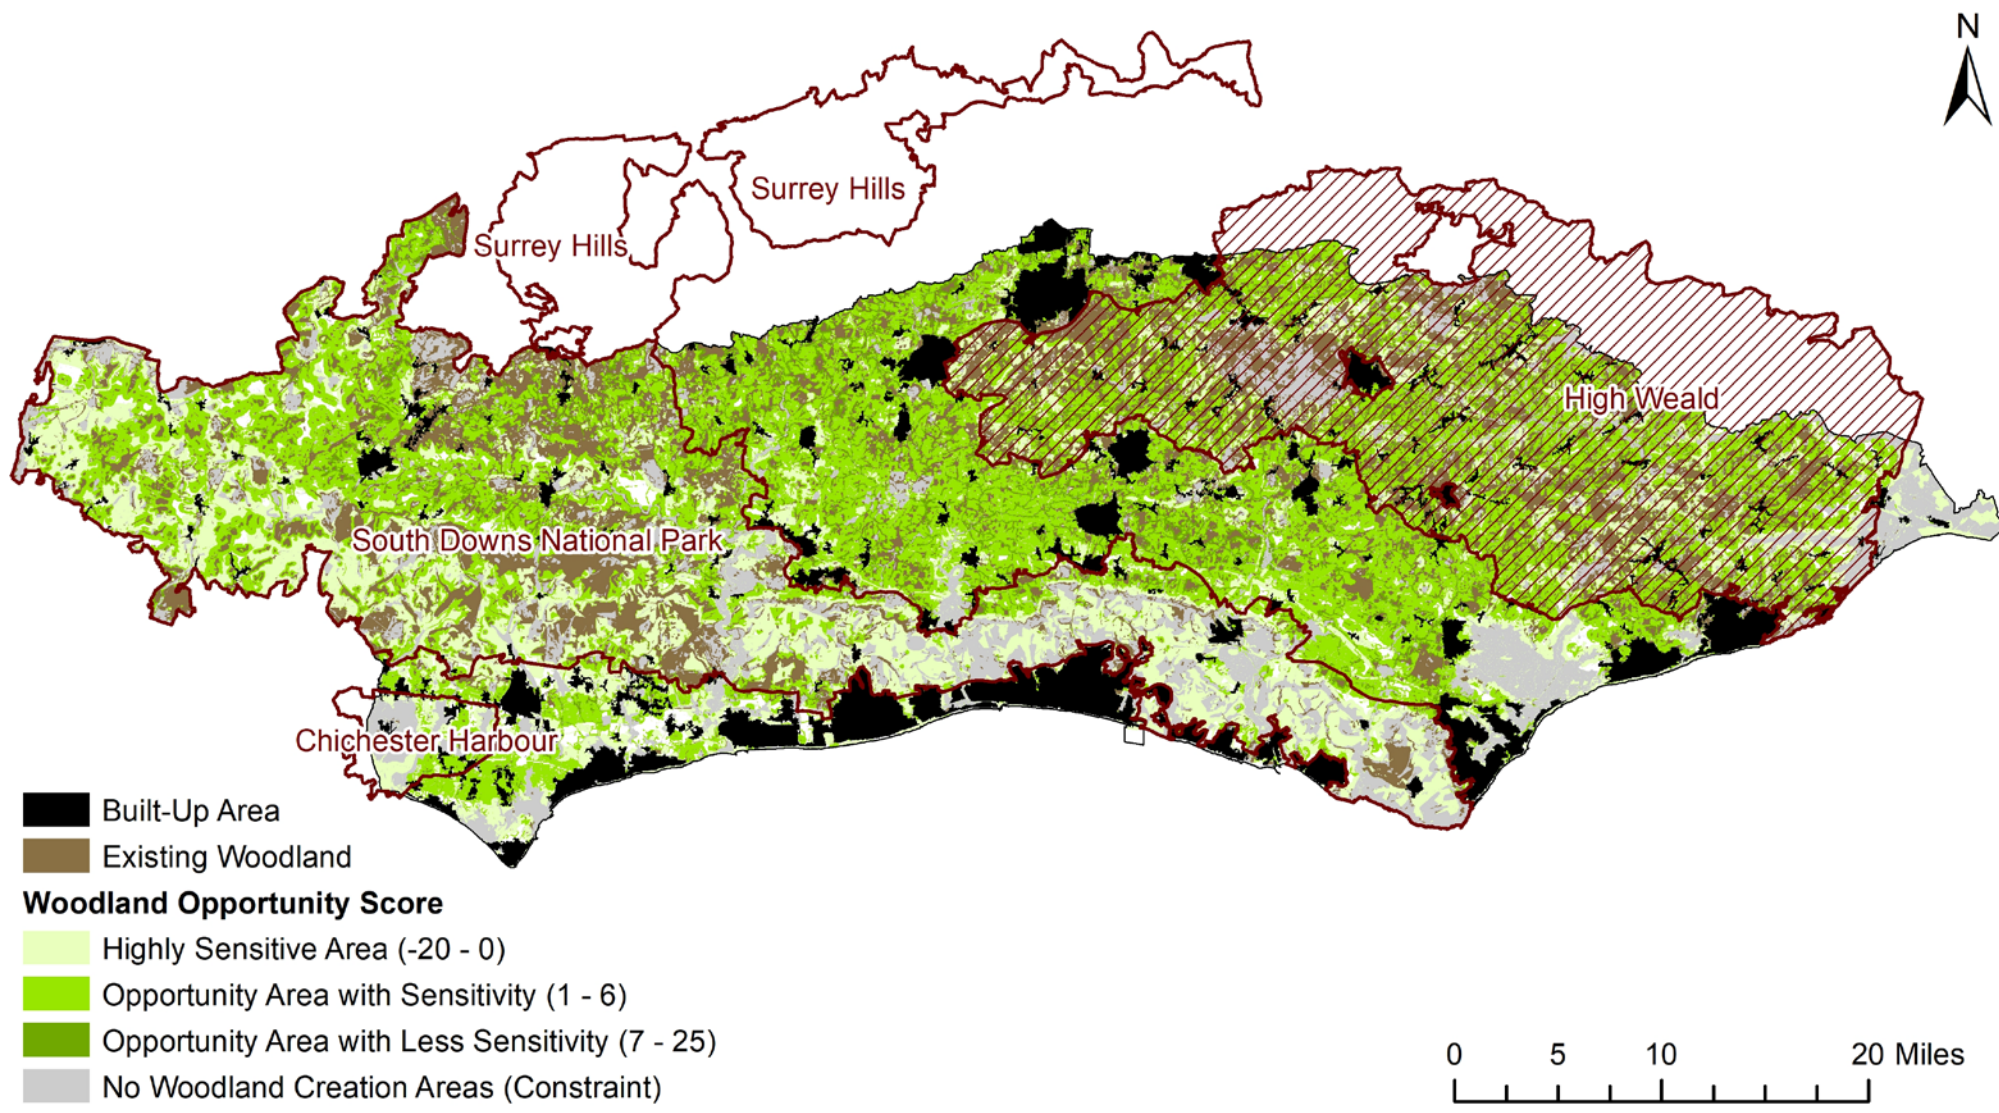 N
Surrey Hills
Surrey Hills
High Weald
South Downs National Park
Chichester Harbour
Built-Up Area
Existing Woodland
Woodland Opportunity Score
Highly Sensitive Area (-20 - 0)
Opportunity Area with Sensitivity (1 - 6)
Opportunity Area with Less Sensitivity (7 - 25)
No Woodland Creation Areas (Constraint)
0 5 10 20 Miles